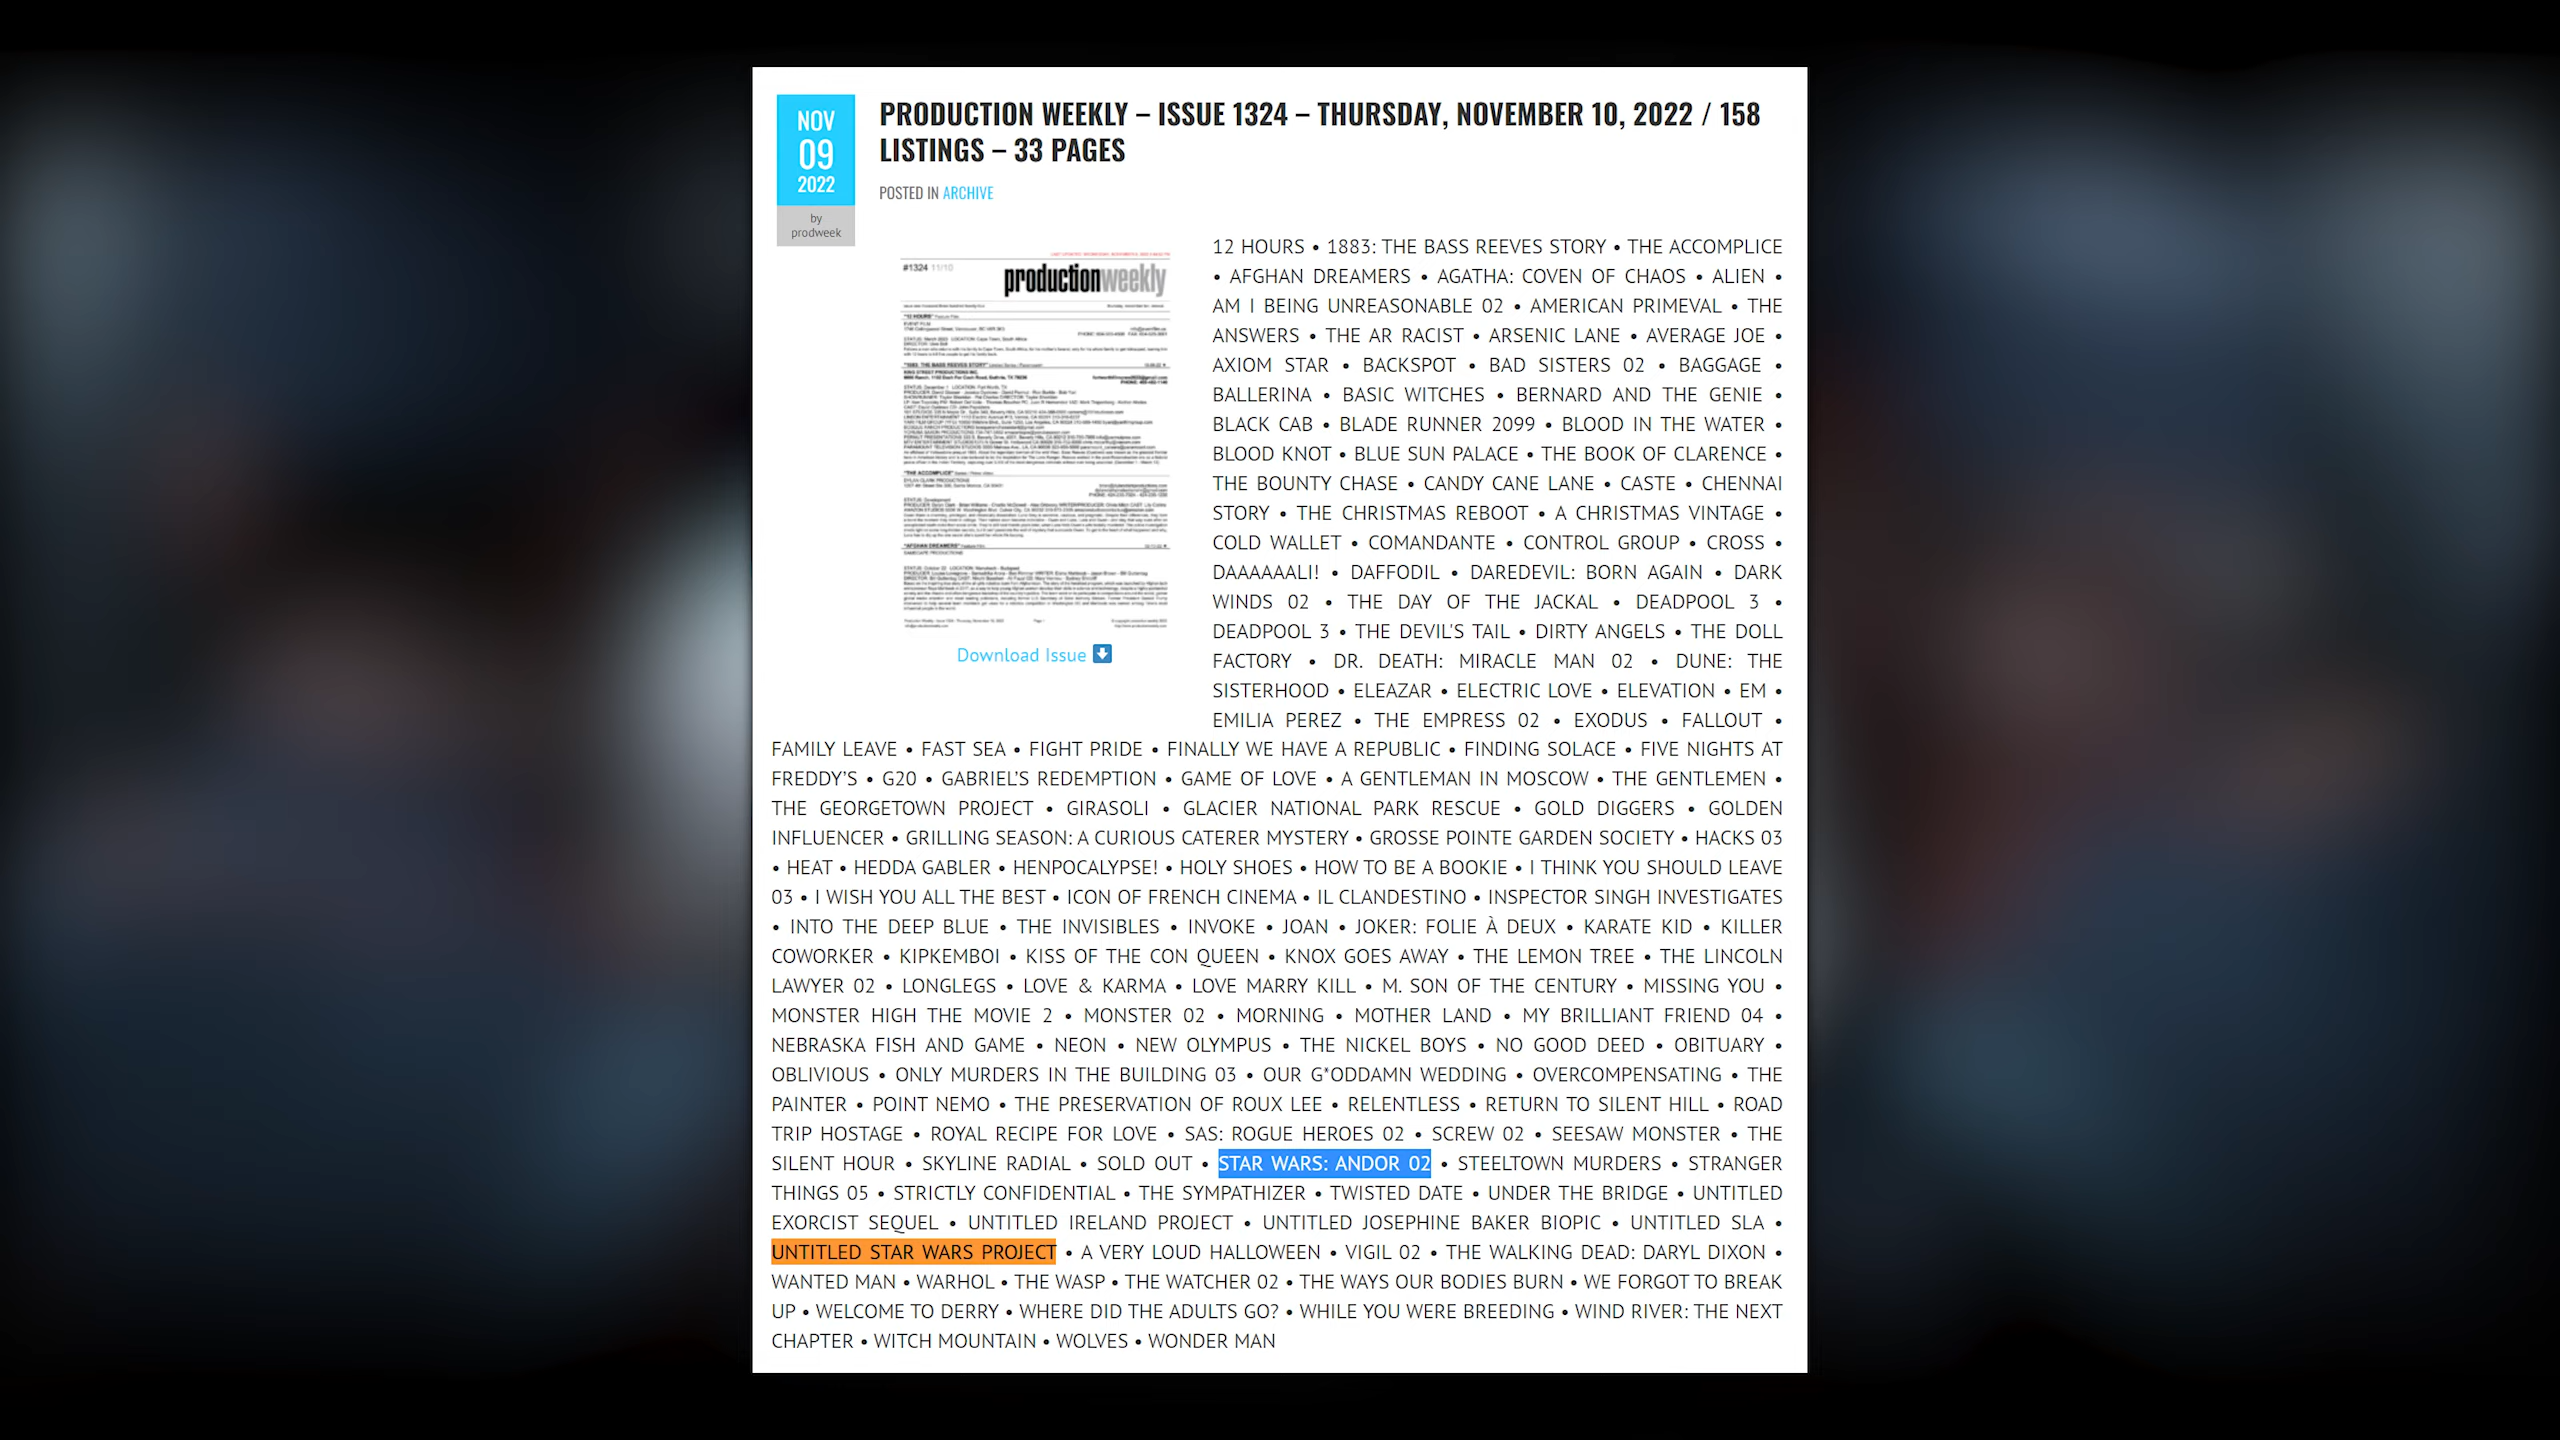 NOV
09
2022
by
prodweek
PRODUCTION WEEKLY – ISSUE 1324 – THURSDAY, NOVEMBER 10, 2022 / 158
LISTINGS – 33 PAGES
POSTED IN ARCHIVE
#1324 11/10
productionweekly
Download Issue
12 HOURS • 1883: THE BASS REEVES STORY • THE ACCOMPLICE
• AFGHAN DREAMERS • AGATHA: COVEN OF CHAOS • ALIEN •
AM I BEING UNREASONABLE 02 • AMERICAN PRIMEVAL • THE
ANSWERS • THE AR RACIST • ARSENIC LANE • AVERAGE JOE •
AXIOM STAR • BACKSPOT • BAD SISTERS 02 • BAGGAGE •
BALLERINA • BASIC WITCHES • BERNARD AND THE GENIE •
BLACK CAB • BLADE RUNNER 2099 • BLOOD IN THE WATER •
BLOOD KNOT • BLUE SUN PALACE • THE BOOK OF CLARENCE •
THE BOUNTY CHASE • CANDY CANE LANE • CASTE • CHENNAI
STORY • THE CHRISTMAS REBOOT • A CHRISTMAS VINTAGE •
COLD WALLET • COMANDANTE • CONTROL GROUP • CROSS •
DAAAAAALI! • DAFFODIL • DAREDEVIL: BORN AGAIN • DARK
WINDS 02 • THE DAY OF THE JACKAL • DEADPOOL 3 •
DEADPOOL 3 • THE DEVIL'S TAIL • DIRTY ANGELS • THE DOLL
FACTORY • DR. DEATH: MIRACLE MAN 02 • DUNE: THE
SISTERHOOD • ELEAZAR • ELECTRIC LOVE • ELEVATION • EM •
EMILIA PEREZ • THE EMPRESS 02 • EXODUS • FALLOUT •
FAMILY LEAVE • FAST SEA • FIGHT PRIDE • FINALLY WE HAVE A REPUBLIC • FINDING SOLACE • FIVE NIGHTS AT
FREDDY'S • G20 • GABRIEL'S REDEMPTION • GAME OF LOVE • A GENTLEMAN IN MOSCOW • THE GENTLEMEN •
THE GEORGETOWN PROJECT • GIRASOLI • GLACIER NATIONAL PARK RESCUE • GOLD DIGGERS • GOLDEN
INFLUENCER • GRILLING SEASON: A CURIOUS CATERER MYSTERY • GROSSE POINTE GARDEN SOCIETY • HACKS 03
• HEAT • HEDDA GABLER • HENPOCALYPSE! • HOLY SHOES • HOW TO BE A BOOKIE • I THINK YOU SHOULD LEAVE
03 • I WISH YOU ALL THE BEST • ICON OF FRENCH CINEMA • IL CLANDESTINO • INSPECTOR SINGH INVESTIGATES
• INTO THE DEEP BLUE • THE INVISIBLES • INVOKE • JOAN • JOKER: FOLIE À DEUX • KARATE KID • KILLER
COWORKER • KIPKEMBOI • KISS OF THE CON QUEEN • KNOX GOES AWAY • THE LEMON TREE • THE LINCOLN
LAWYER 02 • LONGLEGS • LOVE & KARMA • LOVE MARRY KILL • M. SON OF THE CENTURY • MISSING YOU •
MONSTER HIGH THE MOVIE 2 • MONSTER 02 • MORNING • MOTHER LAND • MY BRILLIANT FRIEND 04 •
NEBRASKA FISH AND GAME • NEON • NEW OLYMPUS • THE NICKEL BOYS • NO GOOD DEED • OBITUARY •
OBLIVIOUS • ONLY MURDERS IN THE BUILDING 03 • OUR G*ODDAMN WEDDING • OVERCOMPENSATING • THE
PAINTER • POINT NEMO • THE PRESERVATION OF ROUX LEE • RELENTLESS • RETURN TO SILENT HILL • ROAD
TRIP HOSTAGE • ROYAL RECIPE FOR LOVE • SAS: ROGUE HEROES 02 • SCREW 02 • SEESAW MONSTER • THE
SILENT HOUR • SKYLINE RADIAL • SOLD OUT • STAR WARS: ANDOR 02 • STEELTOWN MURDERS • STRANGER
THINGS 05 • STRICTLY CONFIDENTIAL • THE SYMPATHIZER • TWISTED DATE • UNDER THE BRIDGE • UNTITLED
EXORCIST SEQUEL • UNTITLED IRELAND PROJECT • UNTITLED JOSEPHINE BAKER BIOPIC • UNTITLED SLA •
UNTITLED STAR WARS PROJECT • A VERY LOUD HALLOWEEN • VIGIL 02 • THE WALKING DEAD: DARYL DIXON •
WANTED MAN • WARHOL • THE WASP • THE WATCHER 02 • THE WAYS OUR BODIES BURN • WE FORGOT TO BREAK
UP • WELCOME TO DERRY • WHERE DID THE ADULTS GO? • WHILE YOU WERE BREEDING • WIND RIVER: THE NEXT
CHAPTER • WITCH MOUNTAIN • WOLVES • WONDER MAN